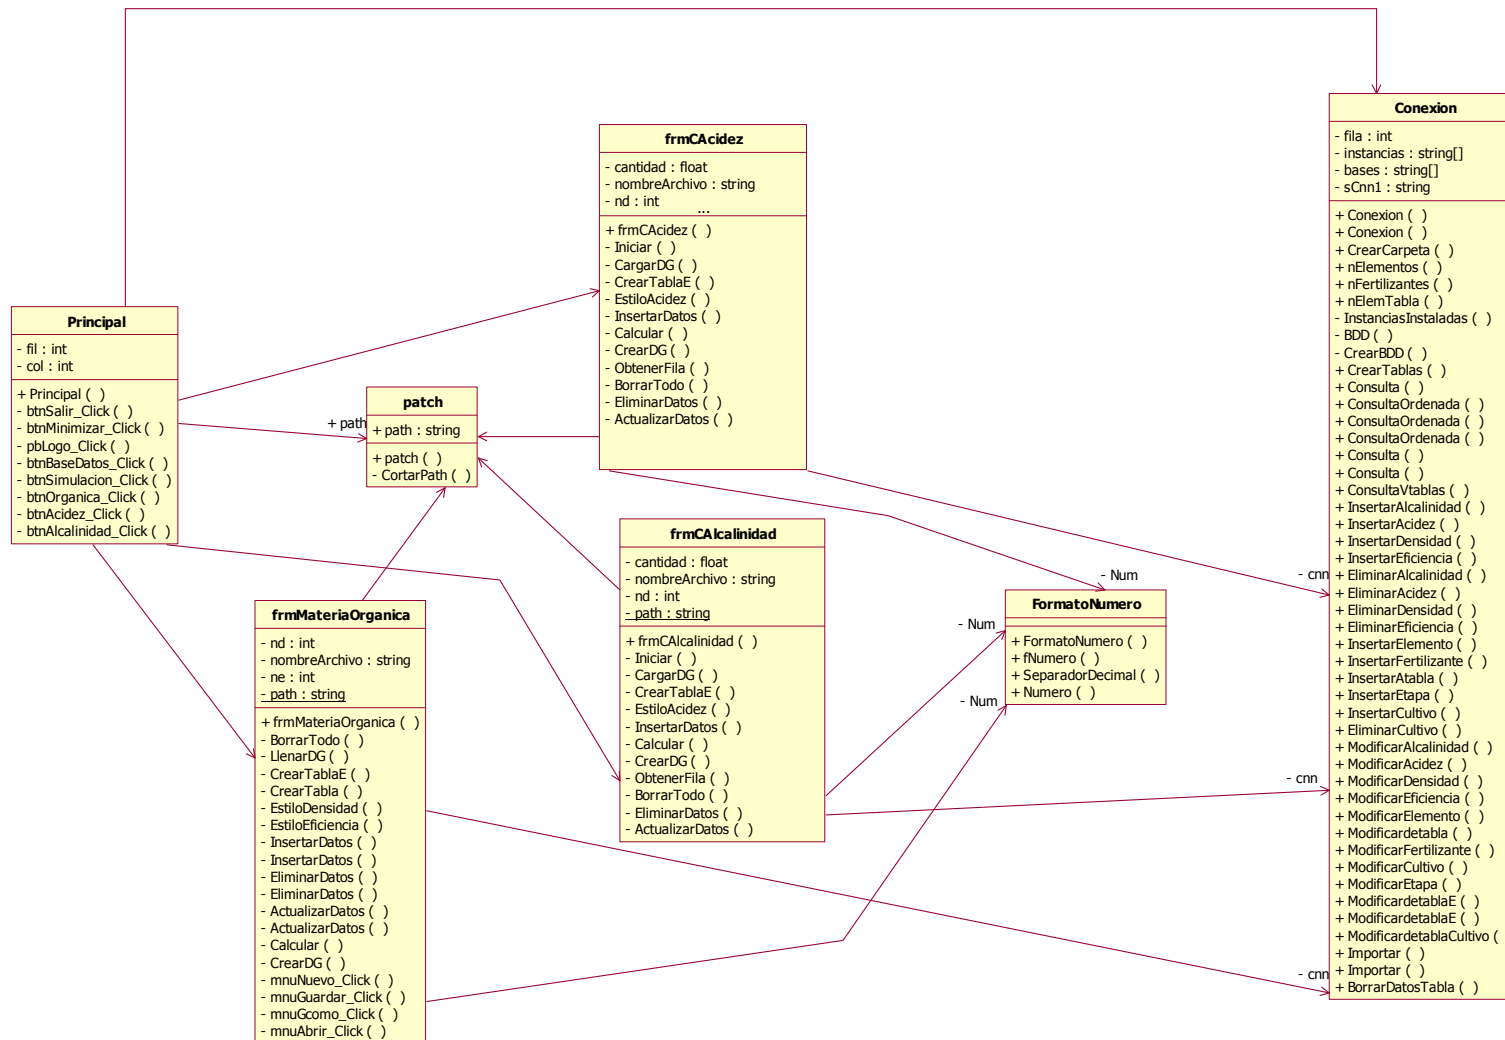 Principal
- fil : int
- col : int
+ Principal ( )
- btnSalir_Click ( )
- btnMinimizar_Click ( )
- pbLogo_Click ( )
- btnBaseDatos_Click ( )
- btnSimulacion_Click ( )
- btnOrganica_Click ( )
- btnAcidez_Click ( )
- btnAlcalinidad_Click ( )
+ path
patch
+ path : string
+ patch ( )
- CortarPath ( )
frmMateriaOrganica
- nd : int
- nombreArchivo : string
- ne : int
- path : string
+ frmMateriaOrganica ( )
- BorrarTodo ( )
- LlenarDG ( )
- CrearTablaE ( )
- CrearTabla ( )
- EstiloDensidad ( )
- EstiloEficiencia ( )
- InsertarDatos ( )
- InsertarDatos ( )
- EliminarDatos ( )
- EliminarDatos ( )
- ActualizarDatos ( )
- ActualizarDatos ( )
- Calcular ( )
- CrearDG ( )
- mnuNuevo_Click ( )
- mnuGuardar_Click ( )
- mnuGcomo_Click ( )
- mnuAbrir_Click ( )
frmCAcidez
- cantidad : float
- nombreArchivo : string
- nd : int
...
+ frmCAcidez ( )
- Iniciar ( )
- CargarDG ( )
- CrearTablaE ( )
- EstiloAcidez ( )
- InsertarDatos ( )
- Calcular ( )
- CrearDG ( )
- ObtenerFila ( )
- BorrarTodo ( )
- EliminarDatos ( )
- ActualizarDatos ( )
frmCAlcalinidad
- cantidad : float
- nombreArchivo : string
- nd : int
- path : string
+ frmCAlcalinidad ( )
- Iniciar ( )
- CargarDG ( )
- CrearTablaE ( )
- EstiloAcidez ( )
- InsertarDatos ( )
- Calcular ( )
- CrearDG ( )
- ObtenerFila ( )
- BorrarTodo ( )
- EliminarDatos ( )
- ActualizarDatos ( )
- Num
- Num
- Num
FormatoNumero
+ FormatoNumero ( )
+ fNumero ( )
+ SeparadorDecimal ( )
+ Numero ( )
- cnn
- cnn
- cnn
Conexion
- fila : int
- instancias : string[]
- bases : string[]
- sCnn1 : string
+ Conexion ( )
+ Conexion ( )
+ CrearCarpeta ( )
+ nElementos ( )
+ nFertilizantes ( )
+ nElemTabla ( )
- InstanciasInstaladas ( )
- BDD ( )
- CrearBDD ( )
+ CrearTablas ( )
+ Consulta ( )
+ ConsultaOrdenada ( )
+ ConsultaOrdenada ( )
+ ConsultaOrdenada ( )
+ Consulta ( )
+ Consulta ( )
+ ConsultaVtablas ( )
+ InsertarAlcalinidad ( )
+ InsertarAcidez ( )
+ InsertarDensidad ( )
+ InsertarEficiencia ( )
+ EliminarAlcalinidad ( )
+ EliminarAcidez ( )
+ EliminarDensidad ( )
+ EliminarEficiencia ( )
+ InsertarElemento ( )
+ InsertarFertilizante ( )
+ InsertarAtabla ( )
+ InsertarEtapa ( )
+ InsertarCultivo ( )
+ EliminarCultivo ( )
+ ModificarAlcalinidad ( )
+ ModificarAcidez ( )
+ ModificarDensidad ( )
+ ModificarEficiencia ( )
+ ModificarElemento ( )
+ Modificardetabla ( )
+ ModificarFertilizante ( )
+ ModificarCultivo ( )
+ ModificarEtapa ( )
+ ModificardetablaE ( )
+ ModificardetablaE ( )
+ ModificardetablaCultivo (
+ Importar ( )
+ Importar ( )
+ BorrarDatosTabla ( )